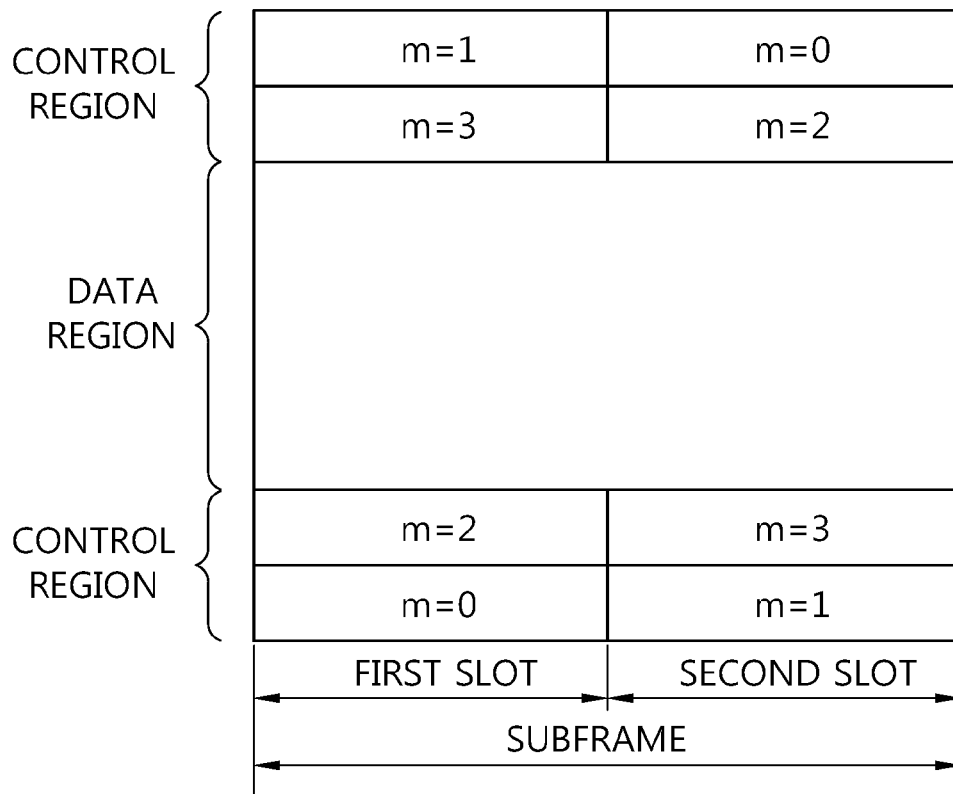 CONTROL
REGION
m=1 m=0
m=3 m=2
DATA
REGION
CONTROL
REGION
m=2 m=3
m=0 m=1
FIRST SLOT SECOND SLOT
SUBFRAME